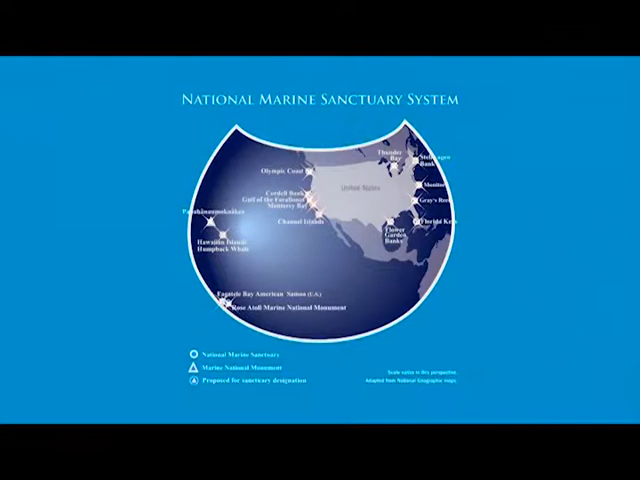 NATIONAL MARINE SANCTUARY SYSTEM
Thunder
Bay
Stellwagen
Bank
Olympic Coast
United States
Monitor
Cordell Bank
Gulf of the Farallones
Monterey Bay
Gray's Reef
Papahānaumokuākea
Channel Islands
Florida Keys
Flower
Garden
Banks
Hawaiian Islands
Humpback Whale
Fagatele Bay American Samoa (U.S.)
Rose Atoll Marine National Monument
National Marine Sanctuary
Marine National Monument
Proposed for sanctuary designation
Scale varies in this perspective.
Adapted from National Geographic maps.